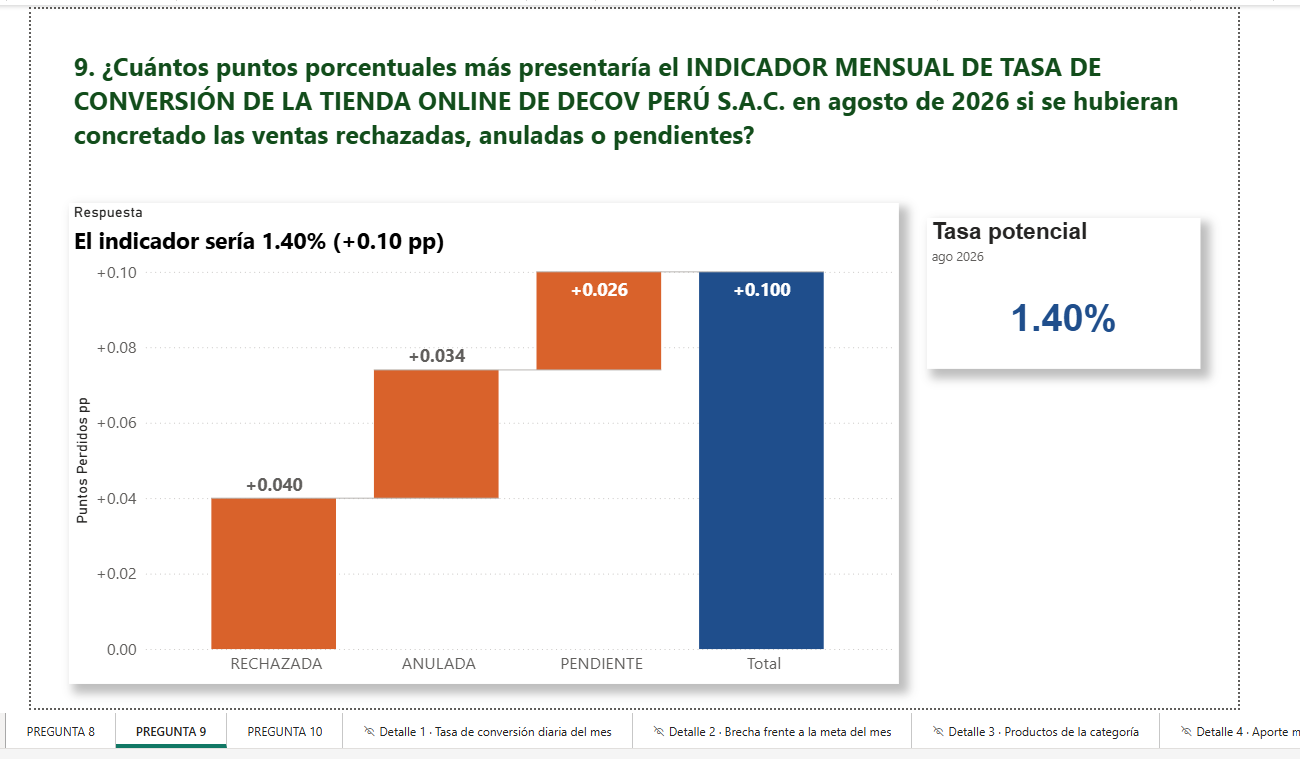 9. ¿Cuántos puntos porcentuales más presentaría el INDICADOR MENSUAL DE TASA DE
CONVERSIÓN DE LA TIENDA ONLINE DE DECOV PERÚ S.A.C. en agosto de 2026 si se hubieran
concretado las ventas rechazadas, anuladas o pendientes?
Respuesta
El indicador sería 1.40% (+0.10 pp)
Puntos Perdidos pp
+0.10
+0.08
+0.06
+0.04
+0.02
0.00
+0.040
+0.034
+0.026
+0.100
RECHAZADA
ANULADA
PENDIENTE
Total
Tasa potencial
ago 2026
1.40%
PREGUNTA 8
PREGUNTA 9
PREGUNTA 10
Detalle 1 · Tasa de conversión diaria del mes
Detalle 2 · Brecha frente a la meta del mes
Detalle 3 · Productos de la categoría
Detalle 4 · Aporte m